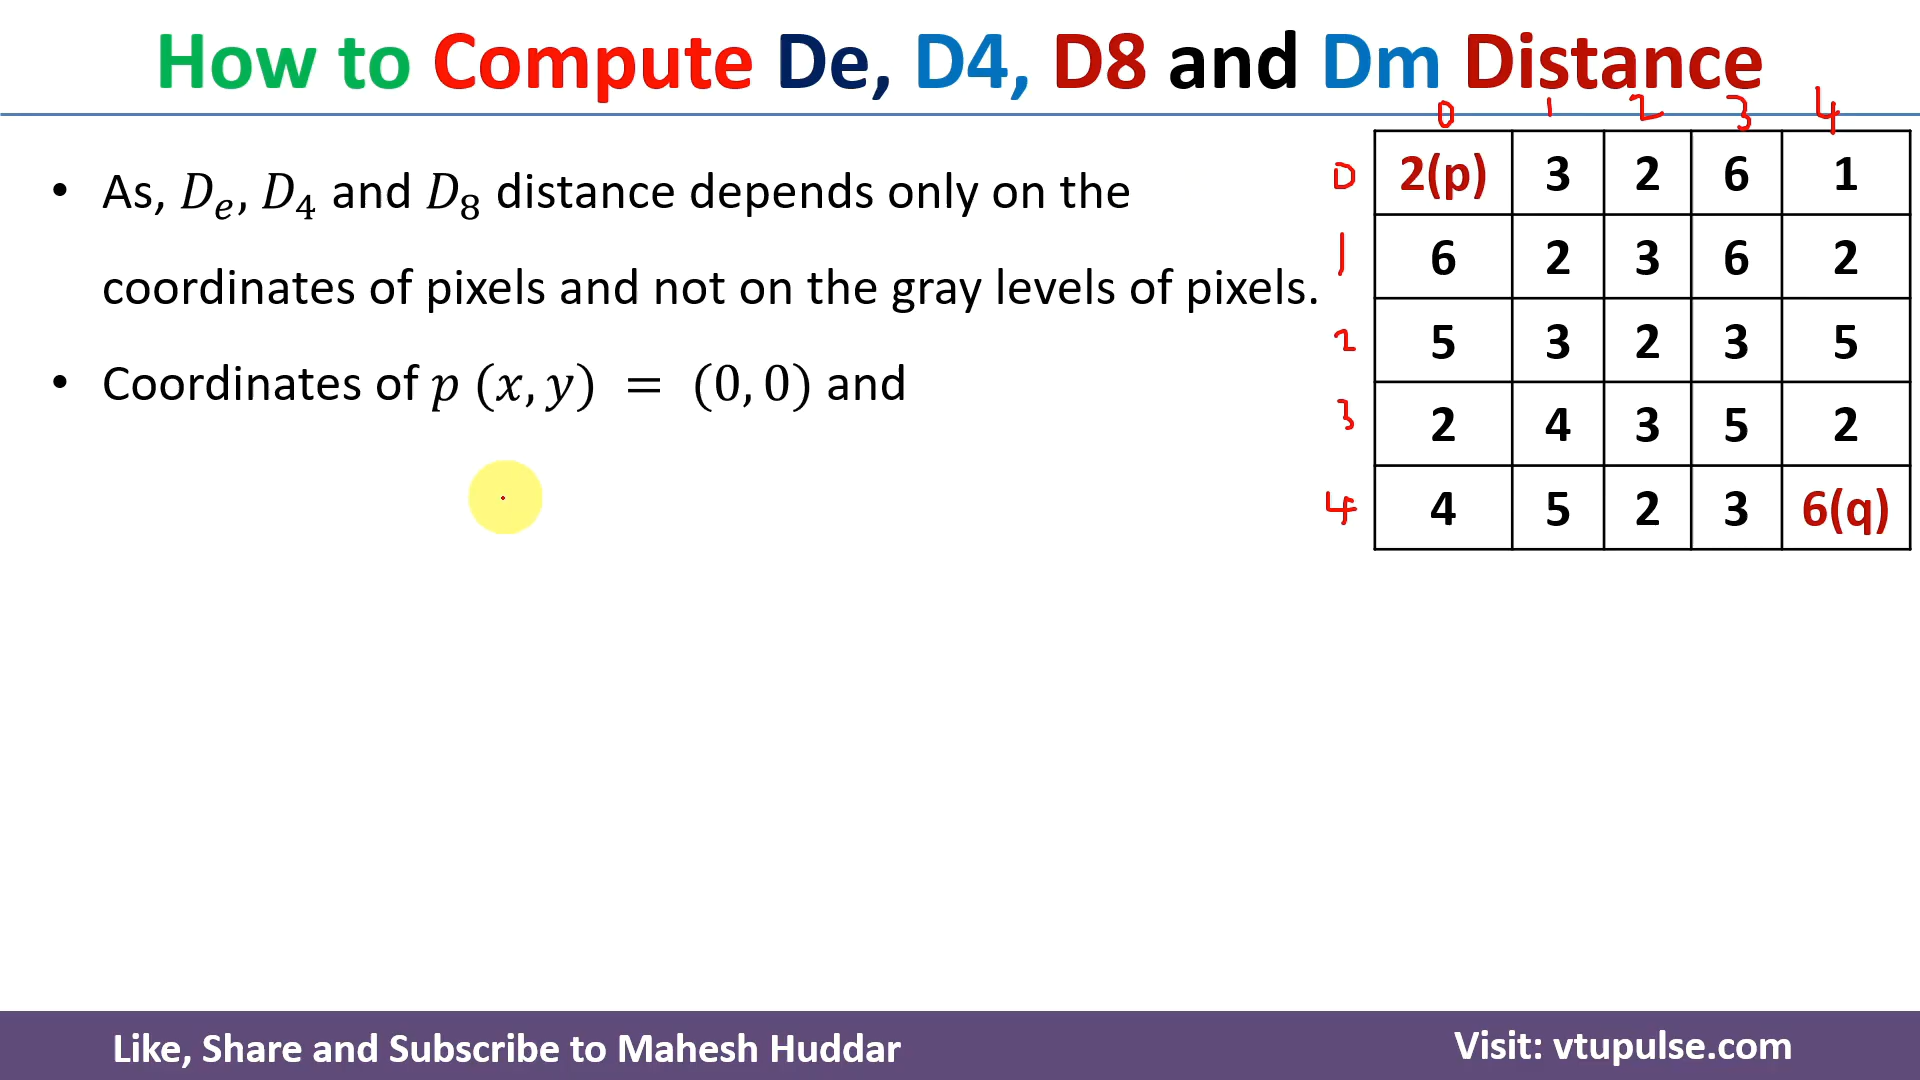 How to Compute De, D4, D8 and Dm Distance
• As, Dₑ, D₄ and D₈ distance depends only on the
coordinates of pixels and not on the gray levels of pixels.
• Coordinates of p (x, y) = (0, 0) and
0 1 2 3 4
0 2(p) 3 2 6 1
1 6 2 3 6 2
2 5 3 2 3 5
3 2 4 3 5 2
4 4 5 2 3 6(q)
Like, Share and Subscribe to Mahesh Huddar
Visit: vtupulse.com